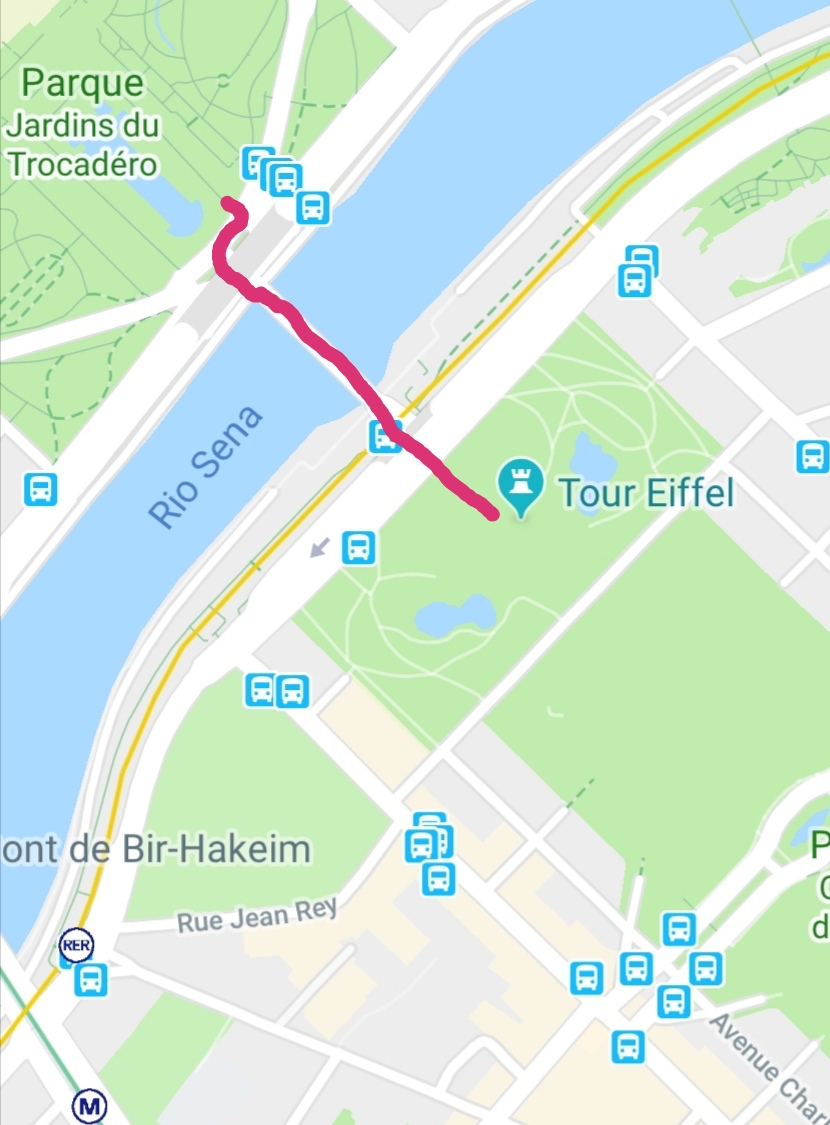 Parque
Jardins du
Trocadéro
Rio Sena
Tour Eiffel
ont de Bir-Hakeim
Rue Jean Rey
RER
M
P
d
Avenue Char